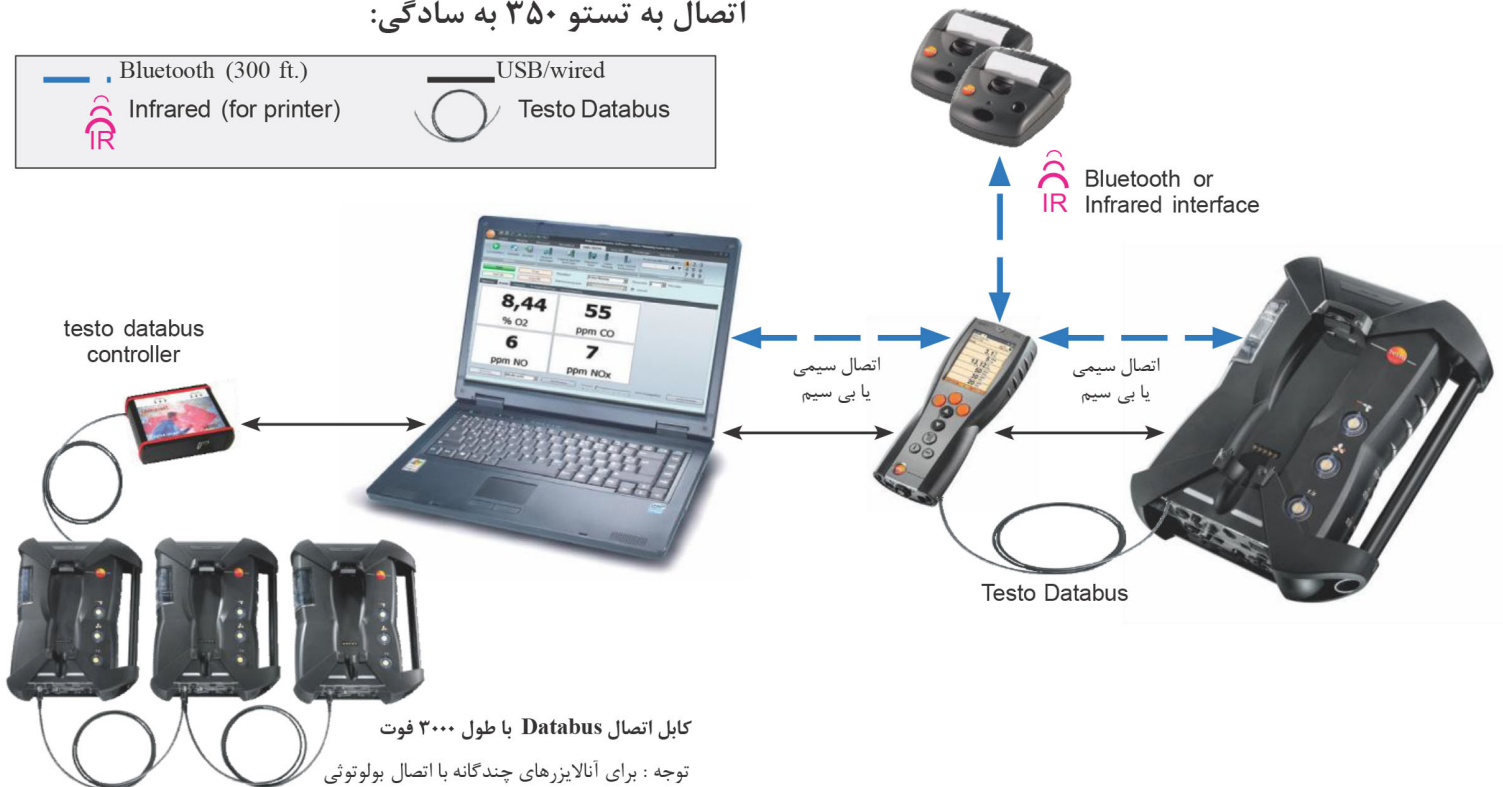 اتصال به تستو ۳۵۰ به سادگی:
Bluetooth (300 ft.)
USB/wired
IR
Infrared (for printer)
Testo Databus
IR
Bluetooth or
Infrared interface
testo databus
controller
8,44
% O2
55
ppm CO
6
ppm NO
7
ppm NOx
اتصال سیمی
یا بی سیم
اتصال سیمی
یا بی سیم
Testo Databus
کابل اتصال Databus با طول ۳۰۰۰ فوت
توجه : برای آنالایزرهای چندگانه با اتصال بولوتوثی